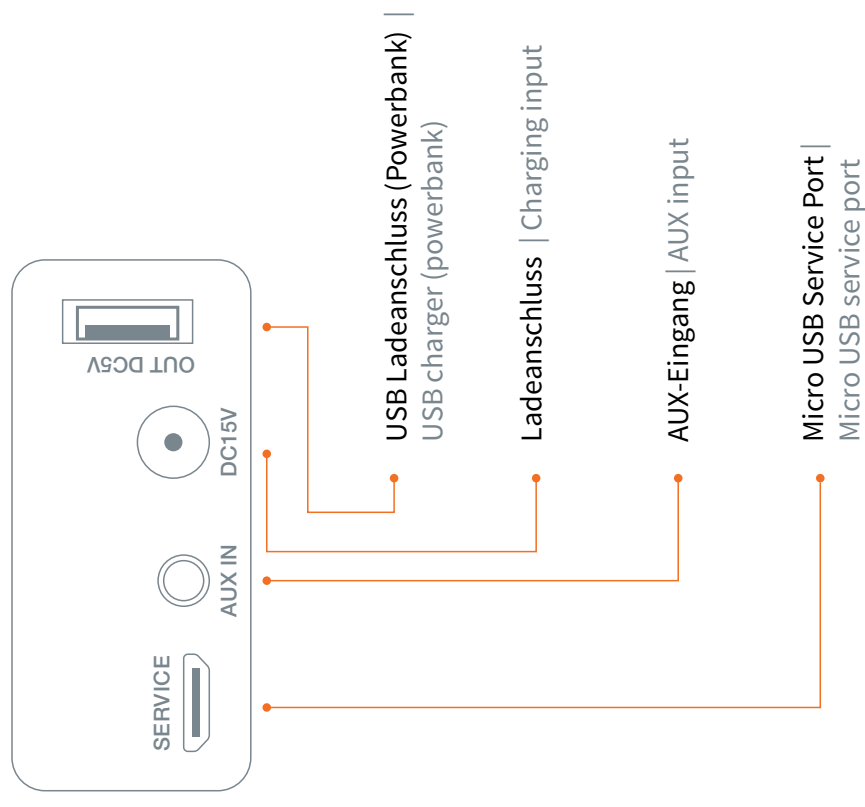 SERVICE
AUX IN
DC15V
OUT DC5V
USB Ladeanschluss (Powerbank) |
USB charger (powerbank)
Ladeanschluss | Charging input
AUX-Eingang | AUX input
Micro USB Service Port |
Micro USB service port